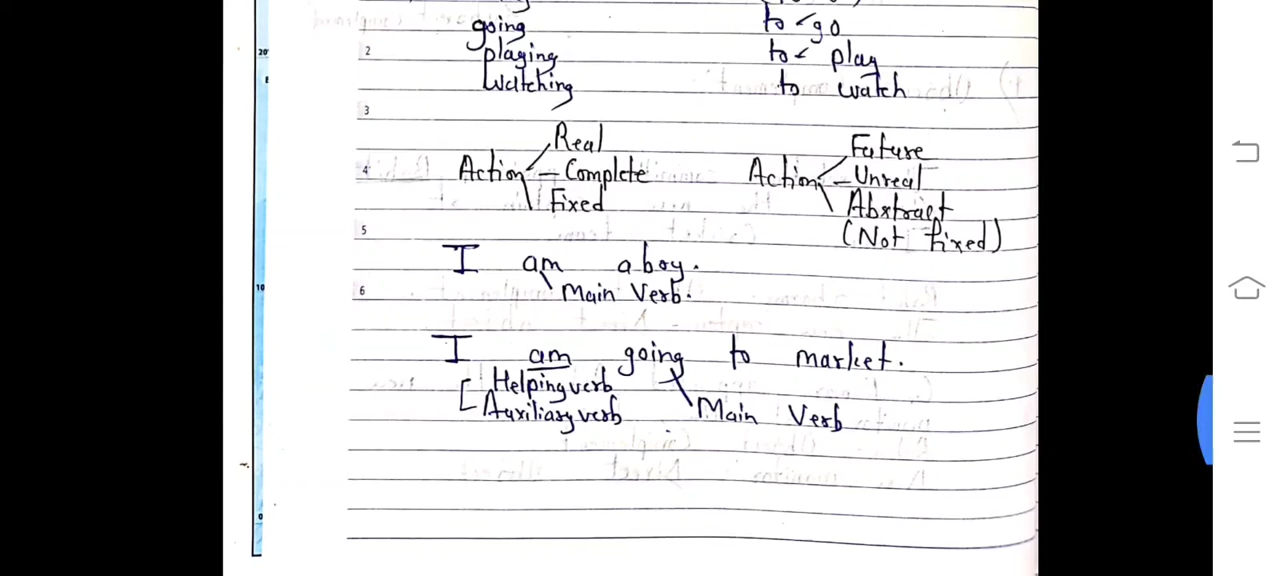 going to < go
playing to < play
watching to watch
Action Real Action Future
Complete Unreal
Fixed Abstract
(Not fixed)
I am a boy.
Main Verb.
I am going to market.
Helping verb
Auxiliary verb Main Verb